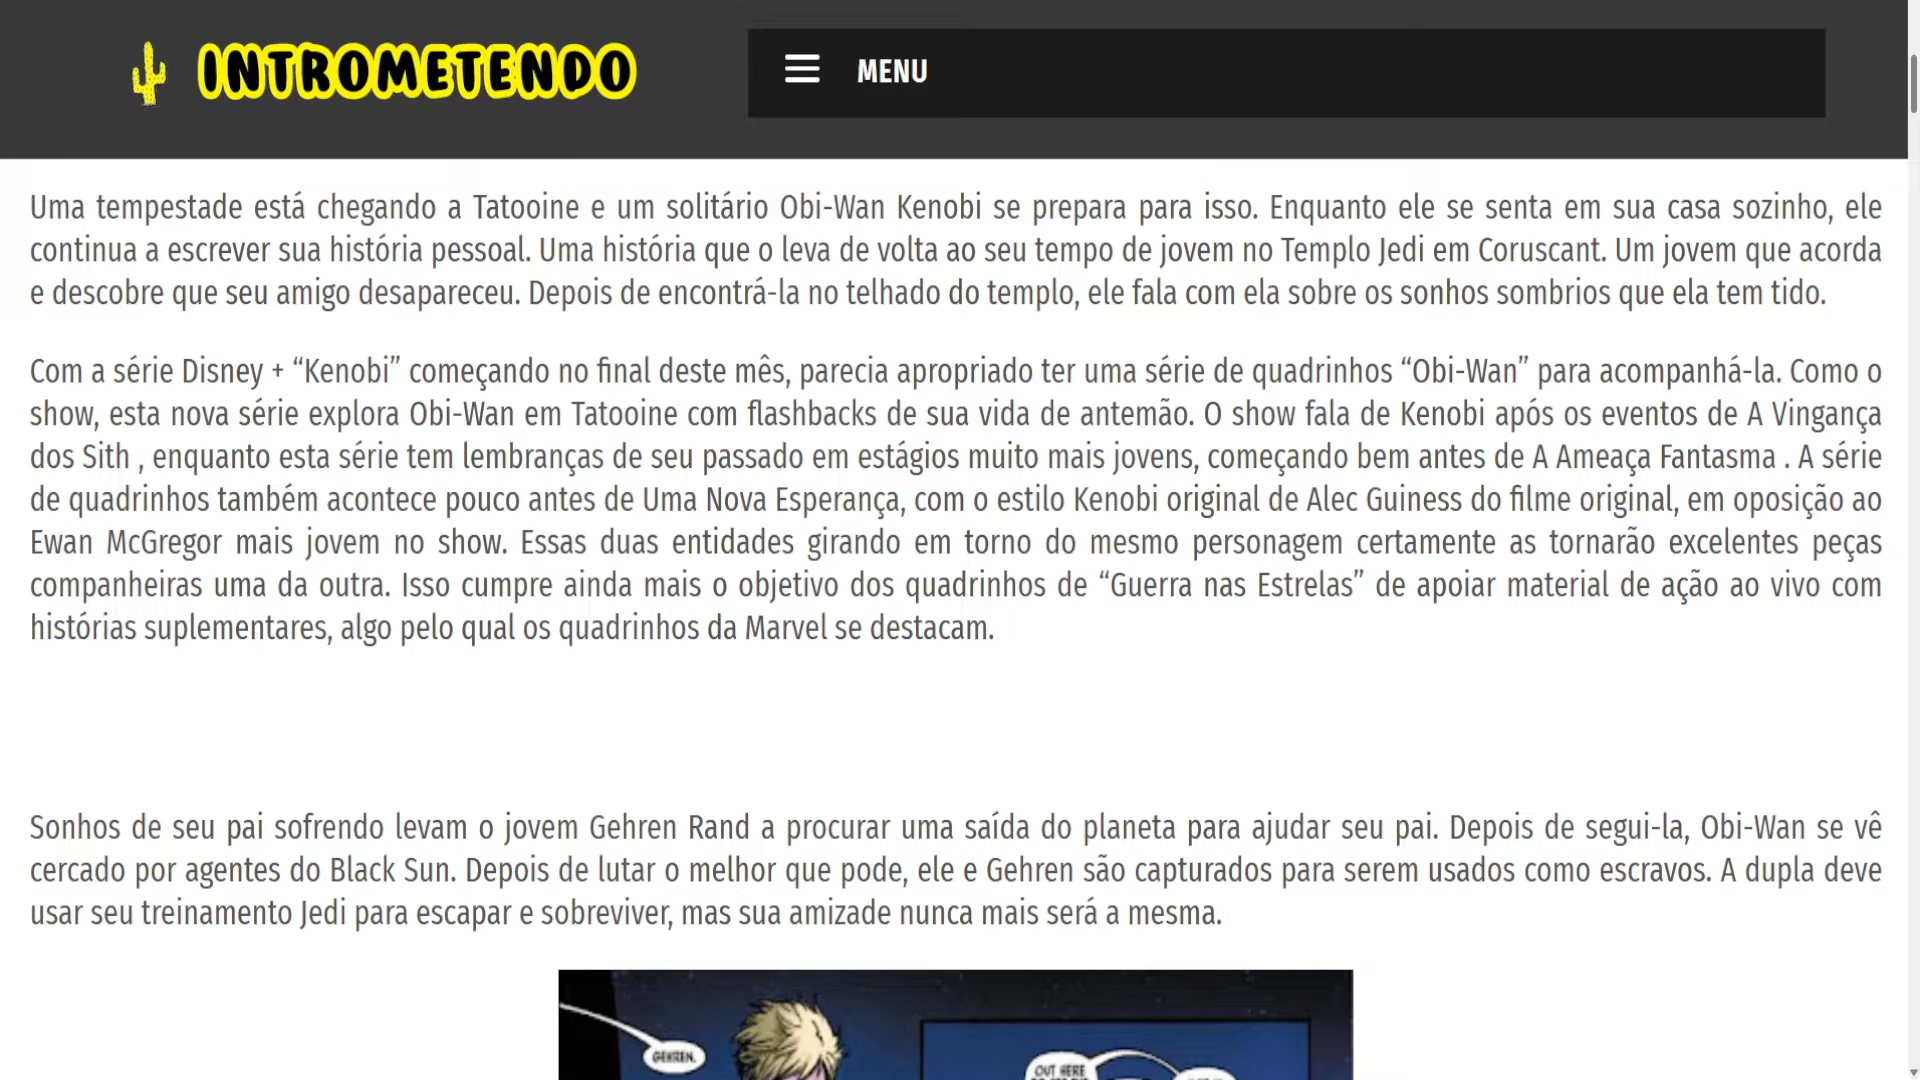 INTROMETENDO
MENU
Uma tempestade está chegando a Tatooine e um solitário Obi-Wan Kenobi se prepara para isso. Enquanto ele se senta em sua casa sozinho, ele
continua a escrever sua história pessoal. Uma história que o leva de volta ao seu tempo de jovem no Templo Jedi em Coruscant. Um jovem que acorda
e descobre que seu amigo desapareceu. Depois de encontrá-la no telhado do templo, ele fala com ela sobre os sonhos sombrios que ela tem tido.
Com a série Disney + “Kenobi” começando no final deste mês, parecia apropriado ter uma série de quadrinhos “Obi-Wan” para acompanhá-la. Como o
show, esta nova série explora Obi-Wan em Tatooine com flashbacks de sua vida de antemão. O show fala de Kenobi após os eventos de A Vingança
dos Sith , enquanto esta série tem lembranças de seu passado em estágios muito mais jovens, começando bem antes de A Ameaça Fantasma . A série
de quadrinhos também acontece pouco antes de Uma Nova Esperança, com o estilo Kenobi original de Alec Guiness do filme original, em oposição ao
Ewan McGregor mais jovem no show. Essas duas entidades girando em torno do mesmo personagem certamente as tornarão excelentes peças
companheiras uma da outra. Isso cumpre ainda mais o objetivo dos quadrinhos de “Guerra nas Estrelas” de apoiar material de ação ao vivo com
histórias suplementares, algo pelo qual os quadrinhos da Marvel se destacam.
Sonhos de seu pai sofrendo levam o jovem Gehren Rand a procurar uma saída do planeta para ajudar seu pai. Depois de segui-la, Obi-Wan se vê
cercado por agentes do Black Sun. Depois de lutar o melhor que pode, ele e Gehren são capturados para serem usados como escravos. A dupla deve
usar seu treinamento Jedi para escapar e sobreviver, mas sua amizade nunca mais será a mesma.
GEHREN.
OUT HERE